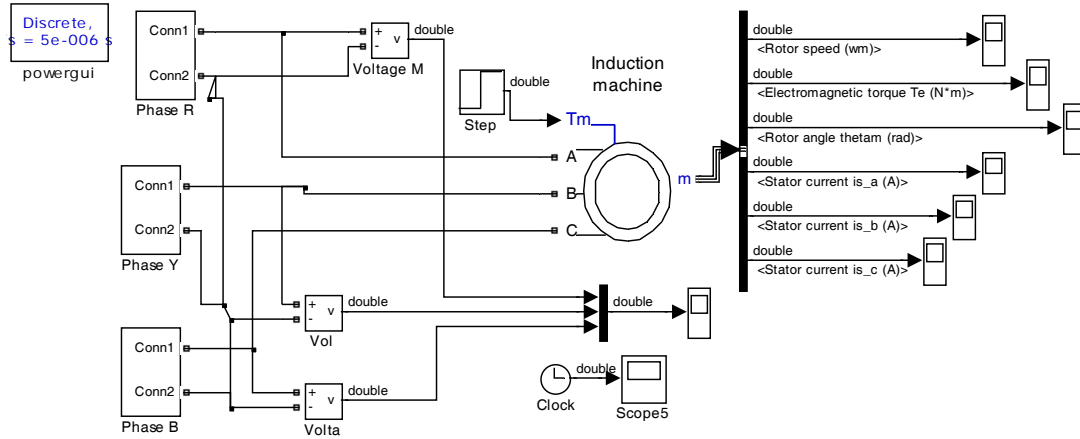 Discrete,
s = 5e-006 s
powergui
Conn1
Conn2
Phase R
+
-
v
Voltage M
double
double
Step
Induction
machine
Tm
A
B
C
m
double
<Rotor speed (wm)>
double
<Electromagnetic torque Te (N*m)>
double
<Rotor angle thetam (rad)>
double
<Stator current is_a (A)>
double
<Stator current is_b (A)>
double
<Stator current is_c (A)>
Conn1
Conn2
Phase Y
+
-
v
Vol
double
double
Conn1
Conn2
Phase B
+
-
v
Volta
double
Clock
double
Scope5